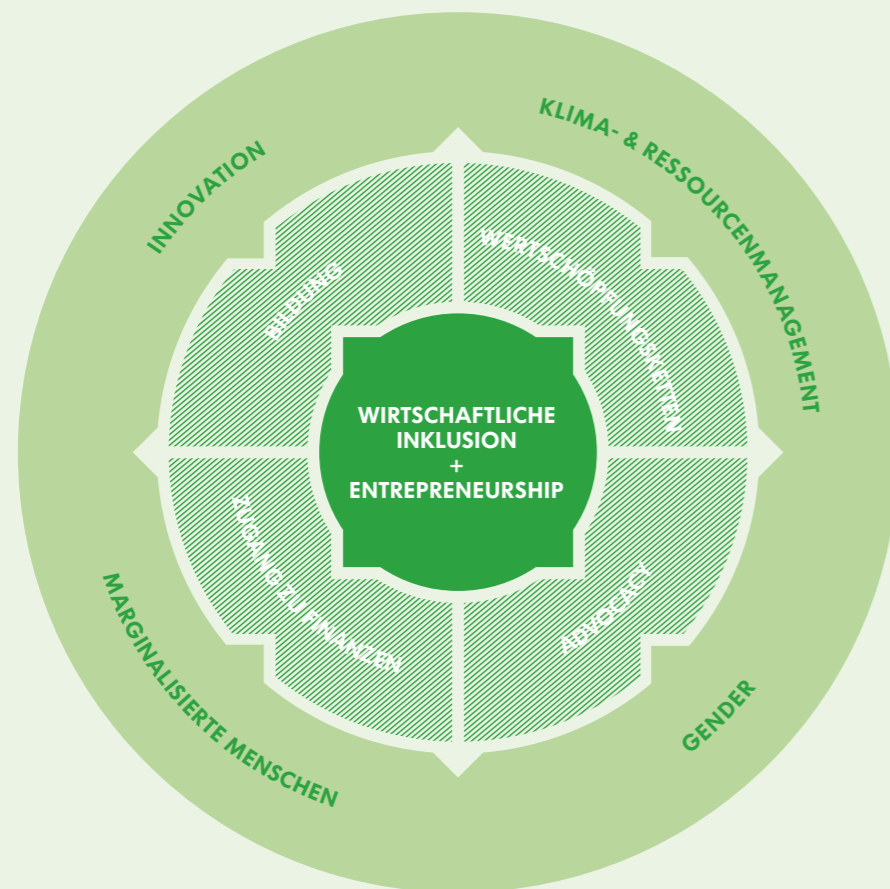 INNOVATION
KLIMA- & RESSOURCENMANAGEMENT
BILDUNG
WERTSCHÖPFUNGSKETTEN
WIRTSCHAFTLICHE
INKLUSION
+
ENTREPRENEURSHIP
ZUGANG ZU FINANZEN
ADVOCACY
MARGINALISIERTE MENSCHEN
GENDER